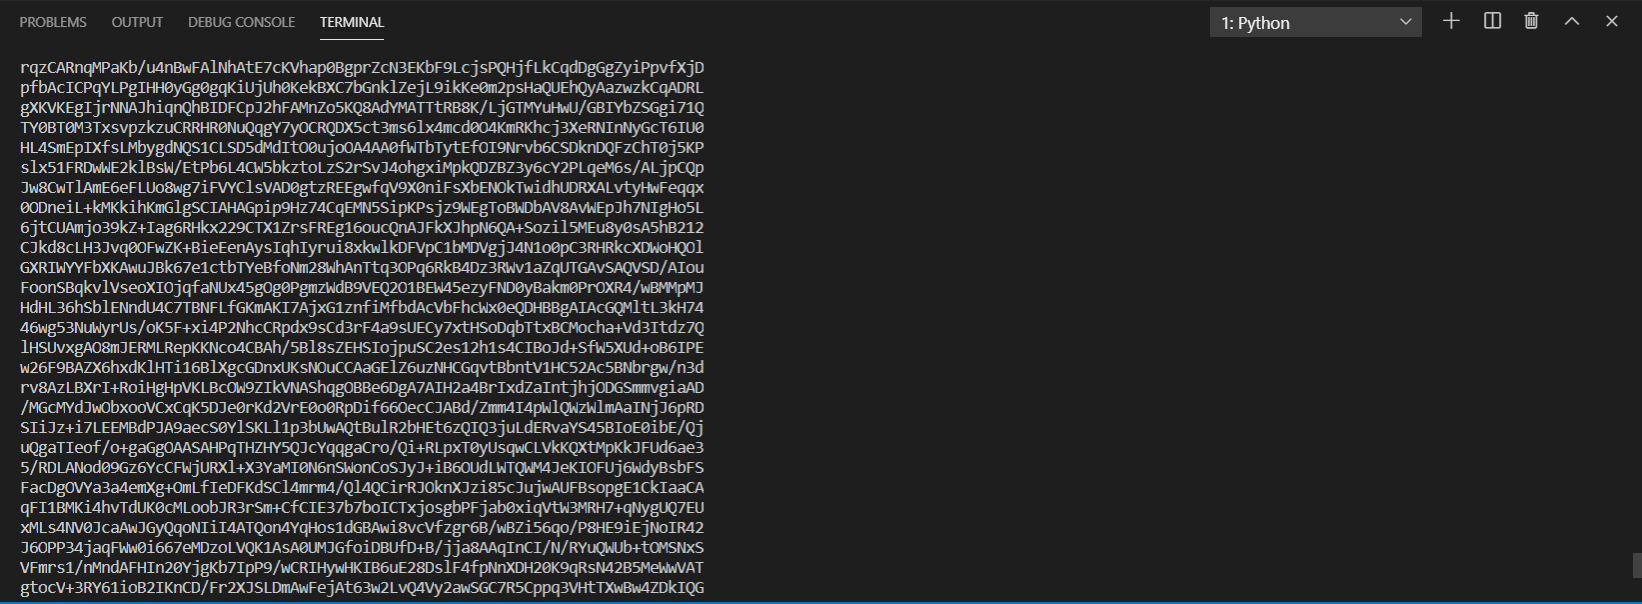 PROBLEMS OUTPUT DEBUG CONSOLE TERMINAL 1: Python
rqzCARnqMPaKb/u4nBwFAlNhAtE7cKVhap0BgprZcN3EKbF9LcjsPQHjfLkCqdDgGgZyiPpvfXjD
pfbAcICPqYLPgIHH0yGg0gqKiUjUh0KekBXC7bGnklZejL9ikKe0m2psHaQUEhQyAazwzkCqADRL
gXKVKEgIjrNNAJhiqnQhBIDFCpJ2hFAMnZo5KQ8AdYMATTtRB8K/LjGTMYuHwU/GBIYbZSGgi71Q
TY0BT0M3TxsvpzkzuCRRHR0NuQqgY7yOCRQDX5ct3ms6lx4mcd0O4KmRKhcj3XeRNInNyGcT6IU0
HL4SmEpIXfsLMbygdNQS1CLSD5dMdItO0ujoOA4AA0fWTbTytEfOI9Nrvb6CSDknDQFzChT0j5KP
slx51FRDwWE2klBsW/EtPb6L4CW5bkztoLzS2rSvJ4ohgxiMpkQDZBZ3y6cY2PLqeM6s/ALjpCQp
Jw8CwTlAmE6eFLUo8wg7iFVYClsVAD0gtzREEgwfqV9X0niFsXbENOkTwidhUDRXALvtyHwFeqqx
0ODneiL+kMKkihKmGlgSCIAHAGpip9Hz74CqEMN5SipKPsjz9WEgToBWDbAV8AvWEpJh7NIgHo5L
6jtCUAmjo39kZ+Iag6RHkx229CTX1ZrsFREg16oucQnAJFkXJhpN6QA+Sozil5MEu8y0sA5hB212
CJkd8cLH3Jvq0OFwZK+BieEenAysIqhIyrui8xkwlkDFVpC1bMDVgjJ4N1o0pC3RHRkcXDWoHQOl
GXRIWYYFbXKAwuJBk67e1ctbTYeBfoNm28WhAnTtq3OPq6RkB4Dz3RWv1aZqUTGAvSAQVSD/AIou
FoonSBqkvlVseoXIOjqfaNUx45gOg0PgmzWdB9VEQ2O1BEW45ezyFND0yBakm0PrOXR4/wBMMpMJ
HdHL36hSblENndU4C7TBNFLfGKmAKI7AjxG1znfiMfbdAcVbFhcWx0eQDHBBgAIAcGQMltL3kH74
46wg53NuWyrUs/oK5F+xi4P2NhcCRpdx9sCd3rF4a9sUECy7xtHSoDqbTtxBCMocha+Vd3Itdz7Q
lHSUvxgAO8mJERMLRepKKNco4CBAh/5Bl8sZEHSIojpuSC2es12h1s4CIBoJd+SfW5XUd+oB6IPE
w26F9BAZX6hxdKlHTi16BlXgcGDnxUKsNOuCCAaGElZ6uzNHCGqvtBbntV1HC52Ac5BNbrgw/n3d
rv8AzLBXrI+RoiHgHpVKLBcOW9ZIkVNAShqgOBBe6DgA7AIH2a4BrIxdZaIntjhjODGSmmvgiaAD
/MGcMYdJwObxooVCxCqK5DJe0rKd2VrE0o0RpDif66OecCJABd/Zmm4I4pWlQWzWlmAaINjJ6pRD
SIiJz+i7LEEMBdPJA9aecS0YlSKLl1p3bUwAQtBulR2bHEt6zQIQ3juLdERvaYS45BIoE0ibE/Qj
uQgaTIeof/o+gaGgOAASAHPqTHZHY5QJcYqqgaCro/Qi+RLpxT0yUsqwCLVkKQXtMpKkJFUd6ae3
5/RDLANod09Gz6YcCFWjURXl+X3YaMI0N6nSWonCoSJyJ+iB6OUdLWTQWM4JeKIOFUj6WdyBsbFS
FacDgOVYa3a4emXg+OmLfIeDFKdSCl4mrm4/Ql4QCirRJOknXJzi85cJujwAUFBsopgE1CkIaaCA
qFI1BMKi4hvTdUK0cMLoobJR3rSm+CfCIE37b7boICTxjosgbPFjab0xiqVtW3MRH7+qNygUQ7EU
xMLs4NV0JcaAwJGyQqoNIiI4ATQon4YqHos1dGBAwi8vcVfzgr6B/wBZi56qo/P8HE9iEjNoIR42
J6OPP34jaqFWw0i667eMDzoLVQK1AsA0UMJGfoiDBUfD+B/jja8AAqInCI/N/RYuQWUb+tOMSNxS
VFmrs1/nMndAFHIn20YjgKb7IpP9/wCRIHywHKIB6uE28DslF4fpNnXDH20K9qRsN42B5MeWwVAT
gtocV+3RY61ioB2IKnCD/Fr2XJSLDmAwFejAt63w2LvQ4Vy2awSGC7R5Cppq3VHtTXwBw4ZDkIQG